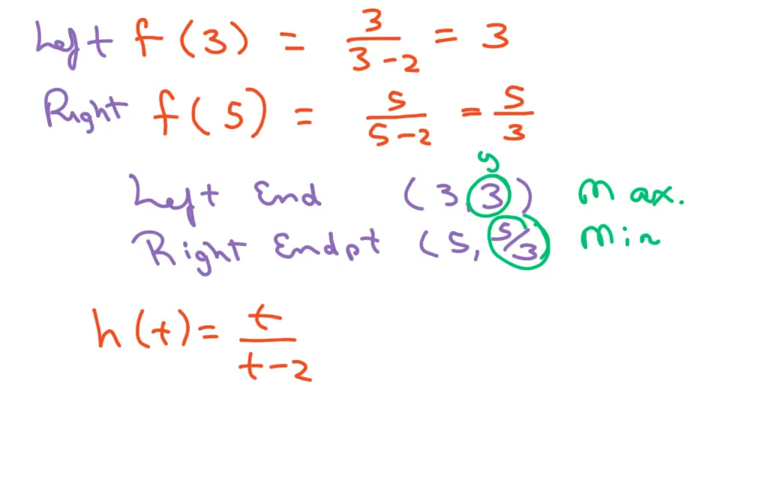 Left f(3) = 3/(3-2) = 3
Right f(5) = 5/(5-2) = 5/3
y
Left End (3, 3) Max.
Right Endpt (5, 5/3) Min
h(t) = t/(t-2)